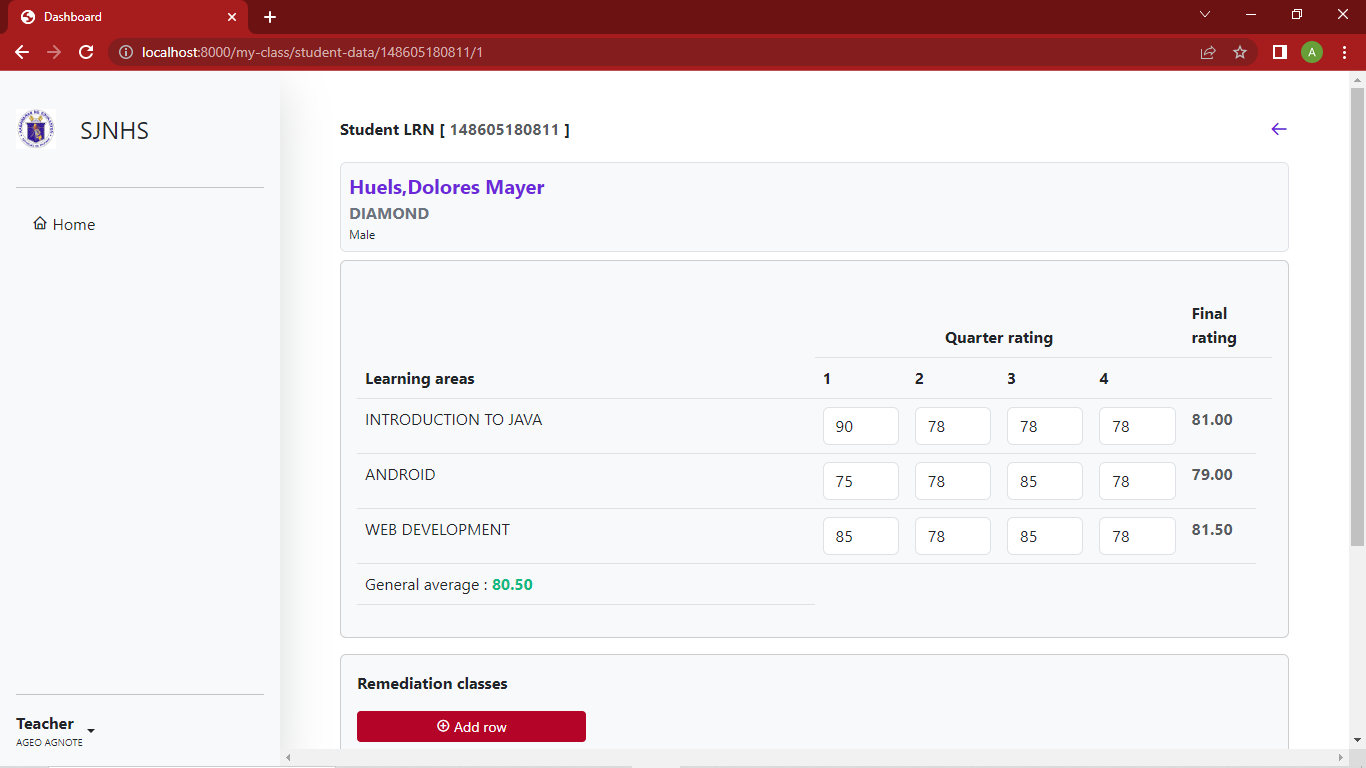 Dashboard
localhost:8000/my-class/student-data/148605180811/1
A
SJNHS
Home
Teacher
AGEO AGNOTE
Student LRN [ 148605180811 ]
Huels,Dolores Mayer
DIAMOND
Male
Quarter rating
Final
rating
Learning areas 1 2 3 4
INTRODUCTION TO JAVA 90 78 78 78 81.00
ANDROID 75 78 85 78 79.00
WEB DEVELOPMENT 85 78 85 78 81.50
General average : 80.50
Remediation classes
Add row